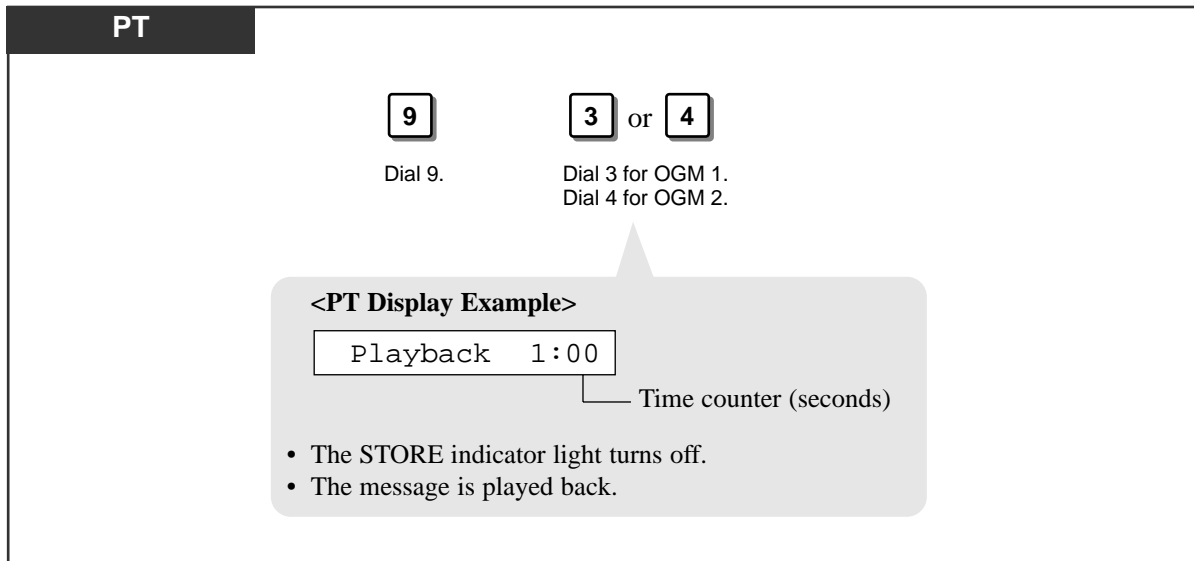 PT
9 3 or 4
Dial 9. Dial 3 for OGM 1.
Dial 4 for OGM 2.
<PT Display Example>
Playback 1:00
Time counter (seconds)
• The STORE indicator light turns off.
• The message is played back.